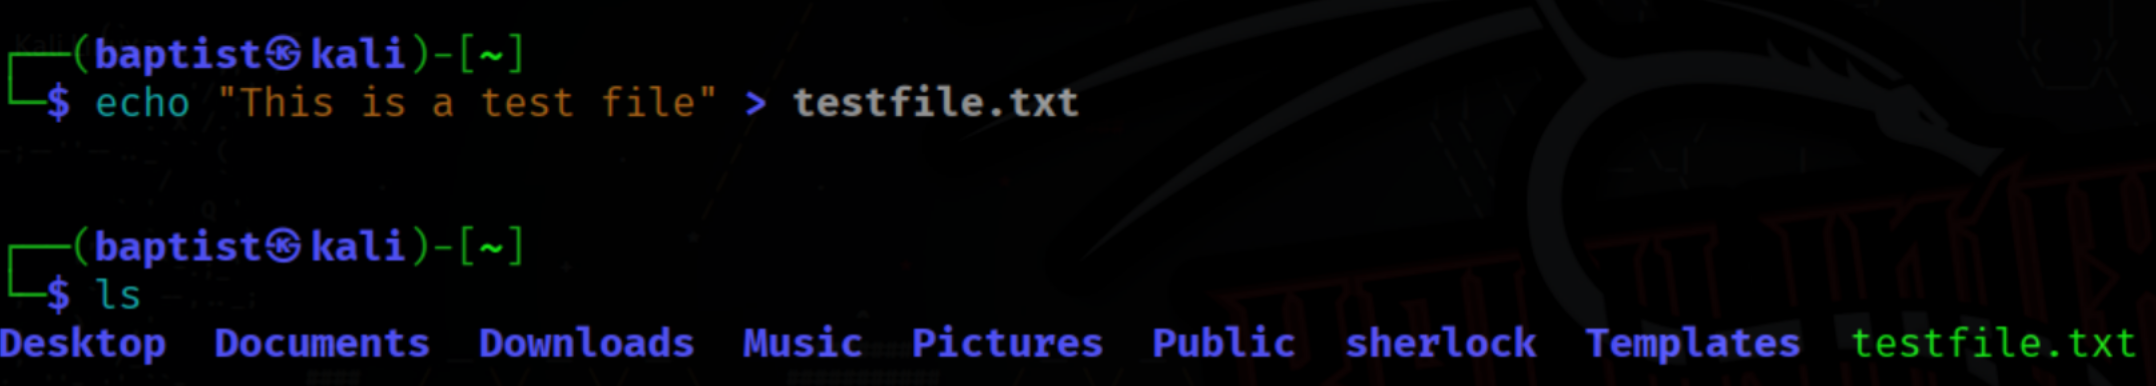 ┌──(baptist㉿kali)-[~]
└─$ echo "This is a test file" > testfile.txt
┌──(baptist㉿kali)-[~]
└─$ ls
Desktop  Documents  Downloads  Music  Pictures  Public  sherlock  Templates  testfile.txt